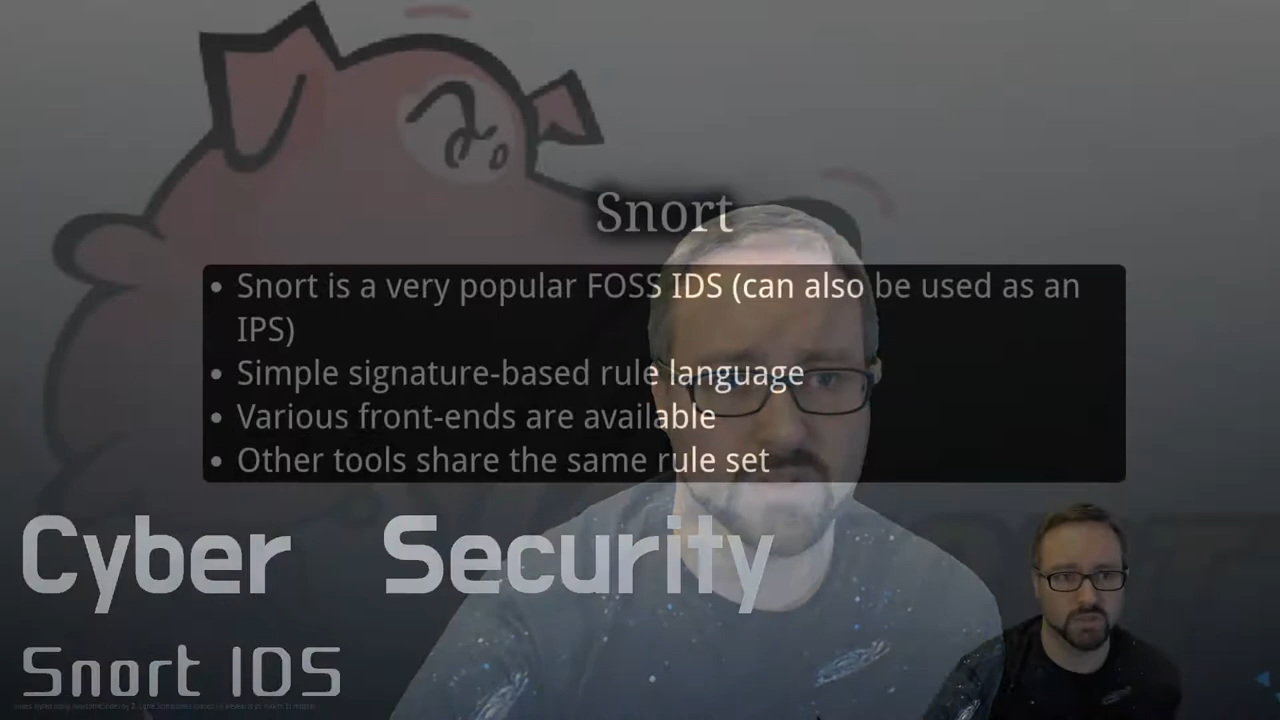 Snort
• Snort is a very popular FOSS IDS (can also be used as an
IPS)
• Simple signature-based rule language
• Various front-ends are available
• Other tools share the same rule set
Cyber Security
Snort IDS